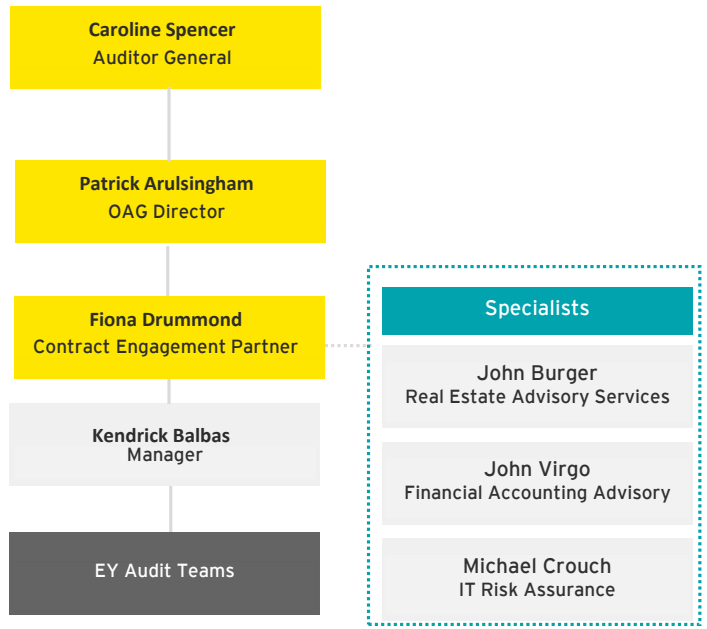 Caroline Spencer
Auditor General
Patrick Arulsingham
OAG Director
Fiona Drummond
Contract Engagement Partner
Kendrick Balbas
Manager
EY Audit Teams
Specialists
John Burger
Real Estate Advisory Services
John Virgo
Financial Accounting Advisory
Michael Crouch
IT Risk Assurance